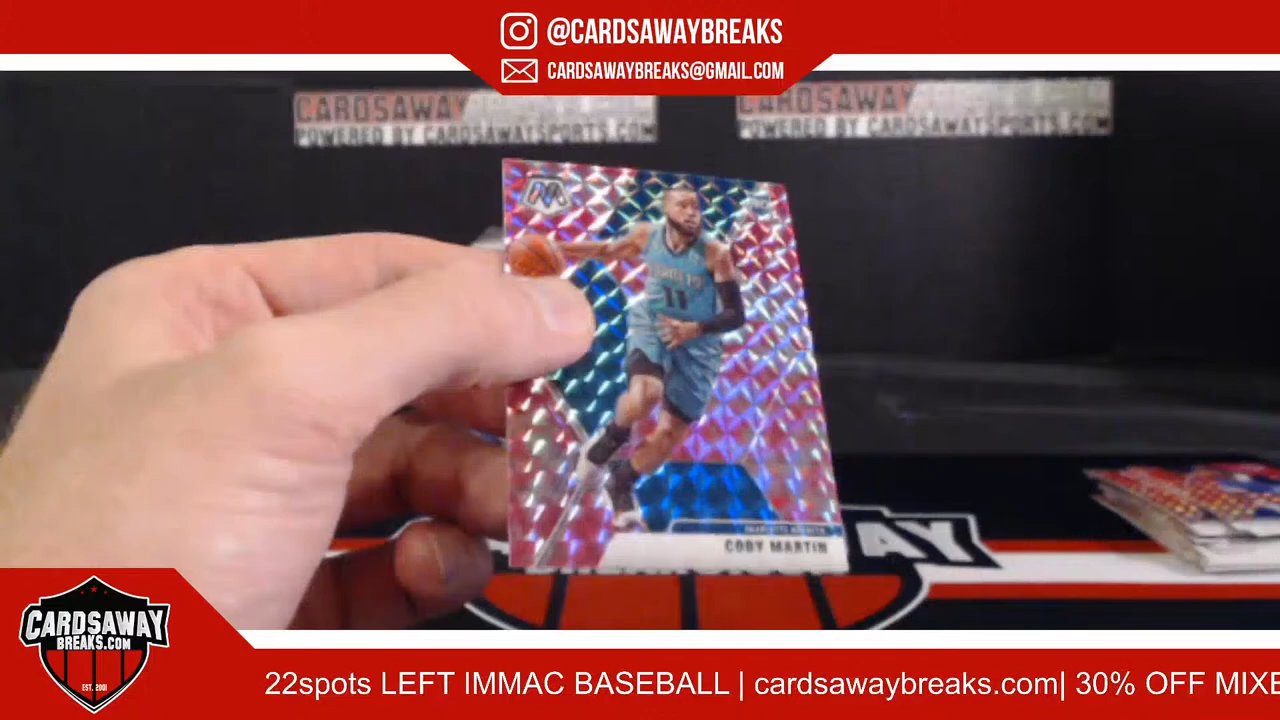 @CARDSAWAYBREAKS
CARDSAWAYBREAKS@GMAIL.COM
CARDSAWAY
POWERED BY CARDSAWAYSPORTS.COM
CARDSAWAY
POWERED BY CARDSAWAYSPORTS.COM
11
CODY MARTIN
AY
CARDSAWAY
BREAKS.COM
EST. 2001
22spots LEFT IMMAC BASEBALL | cardsawaybreaks.com| 30% OFF MIXE